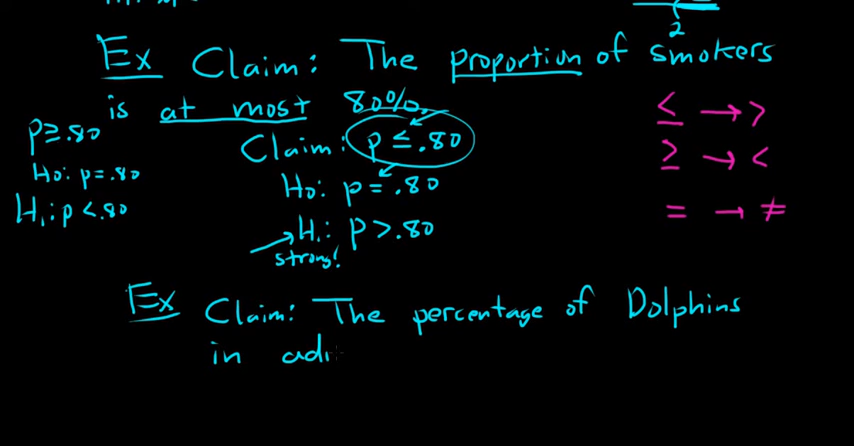 2
Ex Claim: The proportion of smokers
is at most 80%.
p ≥ .80
Ho: p = .80
H₁: p < .80
Claim: p ≤ .80
Ho: p = .80
H₁: p > .80
strong!
≤ → >
≥ → <
= → ≠
Ex Claim: The percentage of Dolphins
in